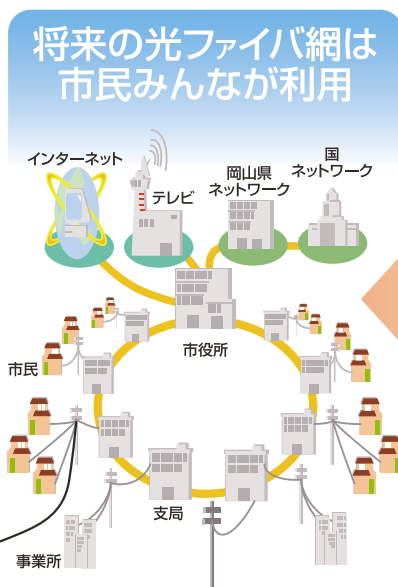 将来の光ファイバ網は
市民みんなが利用
インターネット
テレビ
岡山県
ネットワーク
国
ネットワーク
市役所
市民
支局
事業所